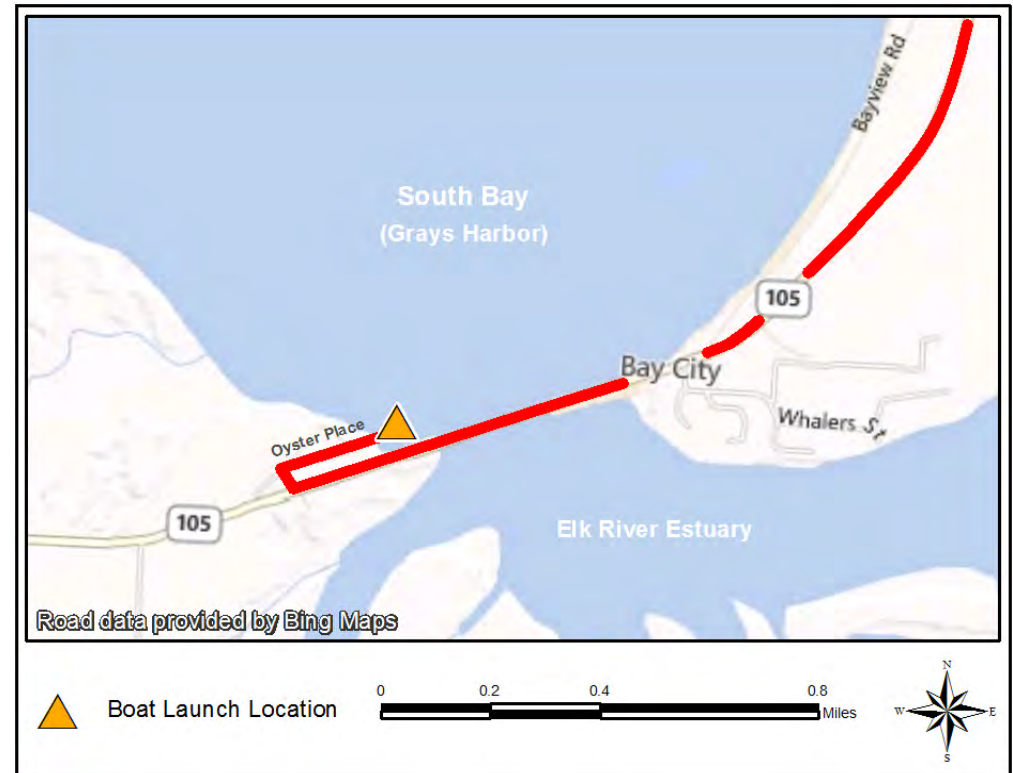 Bayview Rd
South Bay
(Grays Harbor)
105
Bay City
Whalers
Oyster Place
105
Elk River Estuary
Road data provided by Bing Maps
Boat Launch Location
0 0.2 0.4 0.8
Miles
N
W E
S